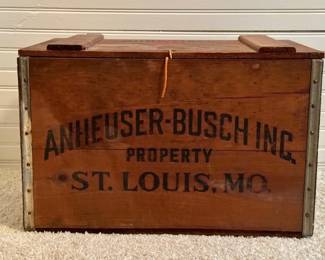 ANHEUSER-BUSCH INC.
PROPERTY
ST. LOUIS, MO.